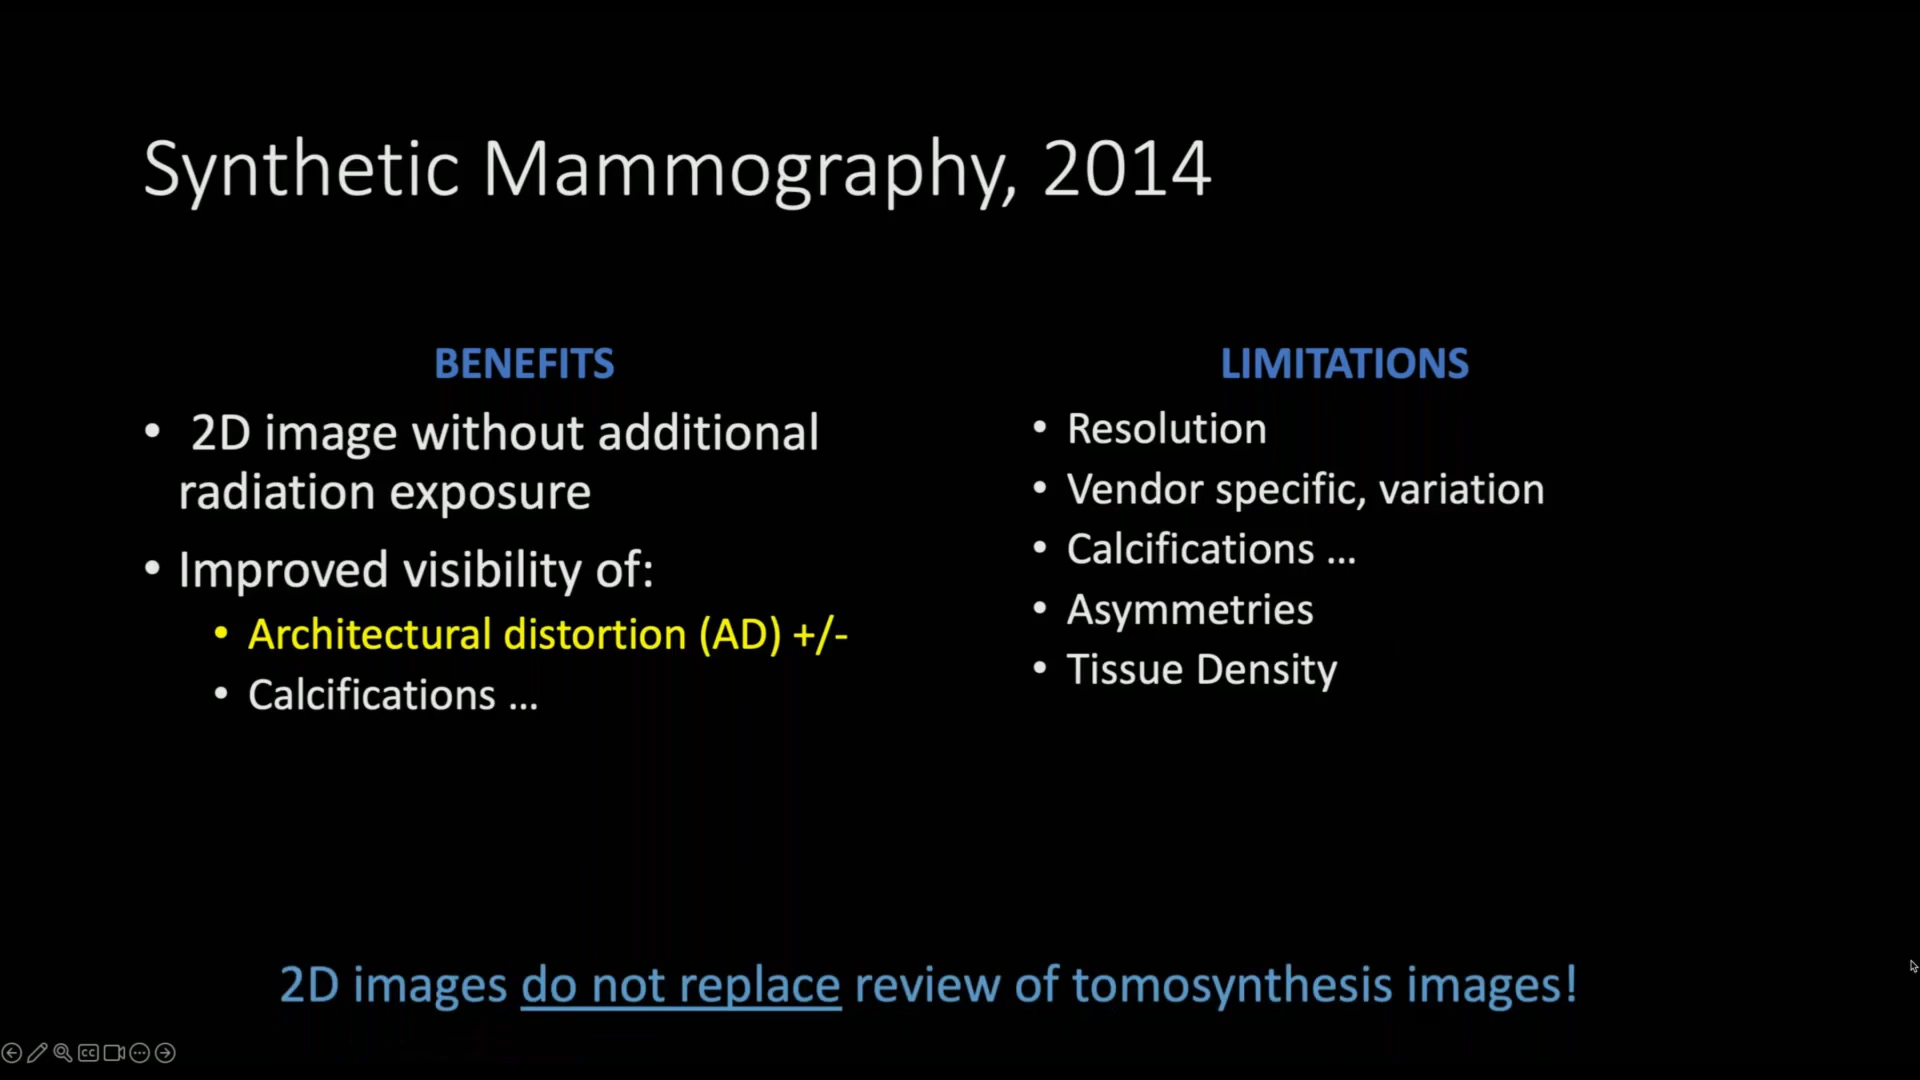 Synthetic Mammography, 2014
BENEFITS
• 2D image without additional
radiation exposure
• Improved visibility of:
• Architectural distortion (AD) +/-
• Calcifications ...
LIMITATIONS
• Resolution
• Vendor specific, variation
• Calcifications ...
• Asymmetries
• Tissue Density
2D images do not replace review of tomosynthesis images!
CC